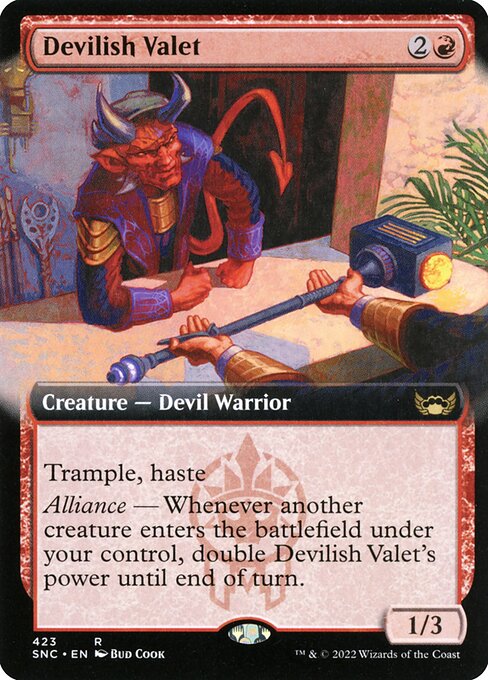 Devilish Valet 2
Creature — Devil Warrior
Trample, haste
Alliance — Whenever another
creature enters the battlefield under
your control, double Devilish Valet's
power until end of turn.
1/3
423 R
SNC • EN Bud Cook
™ & © 2022 Wizards of the Coast